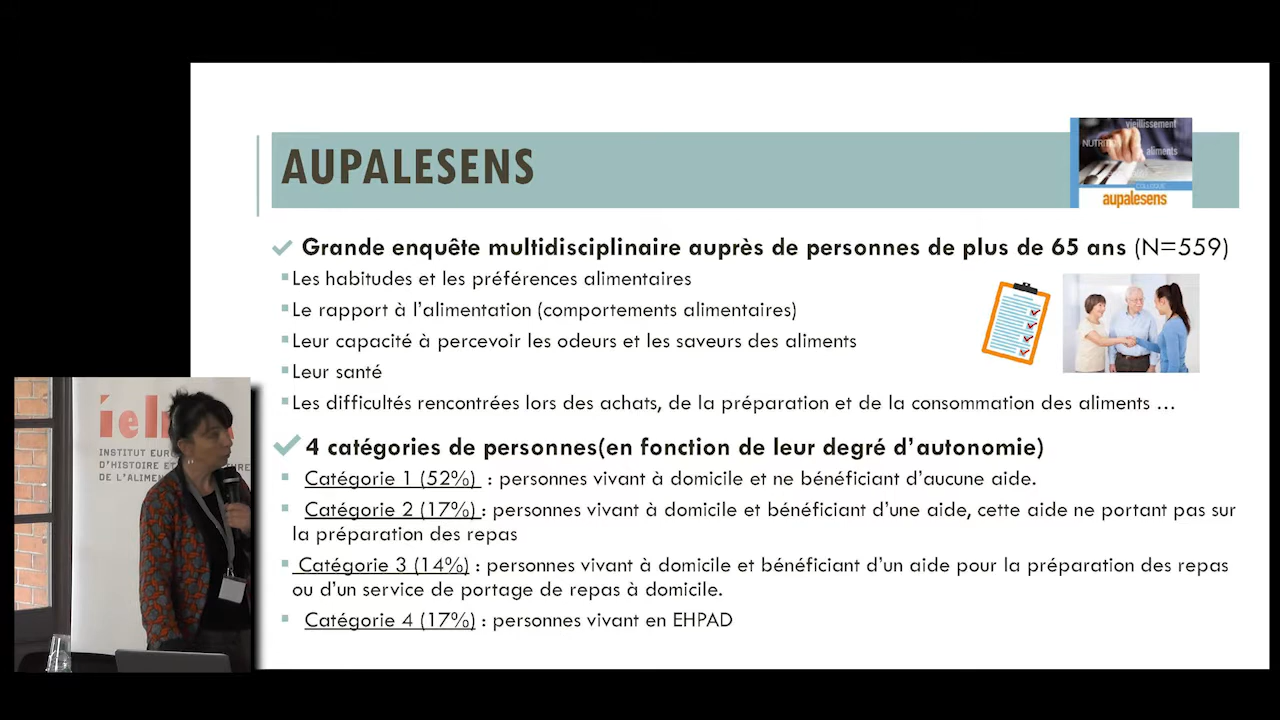 AUPALESENS
vieillissement
aliments
COLLOQUE
aupalesens
Grande enquête multidisciplinaire auprès de personnes de plus de 65 ans (N=559)
Les habitudes et les préférences alimentaires
Le rapport à l'alimentation (comportements alimentaires)
Leur capacité à percevoir les odeurs et les saveurs des aliments
Leur santé
Les difficultés rencontrées lors des achats, de la préparation et de la consommation des aliments ...
4 catégories de personnes(en fonction de leur degré d'autonomie)
Catégorie 1 (52%) : personnes vivant à domicile et ne bénéficiant d'aucune aide.
Catégorie 2 (17%) : personnes vivant à domicile et bénéficiant d'une aide, cette aide ne portant pas sur
la préparation des repas
Catégorie 3 (14%) : personnes vivant à domicile et bénéficiant d'un aide pour la préparation des repas
ou d'un service de portage de repas à domicile.
Catégorie 4 (17%) : personnes vivant en EHPAD
INSTITUT
D'HISTOIRE
DE